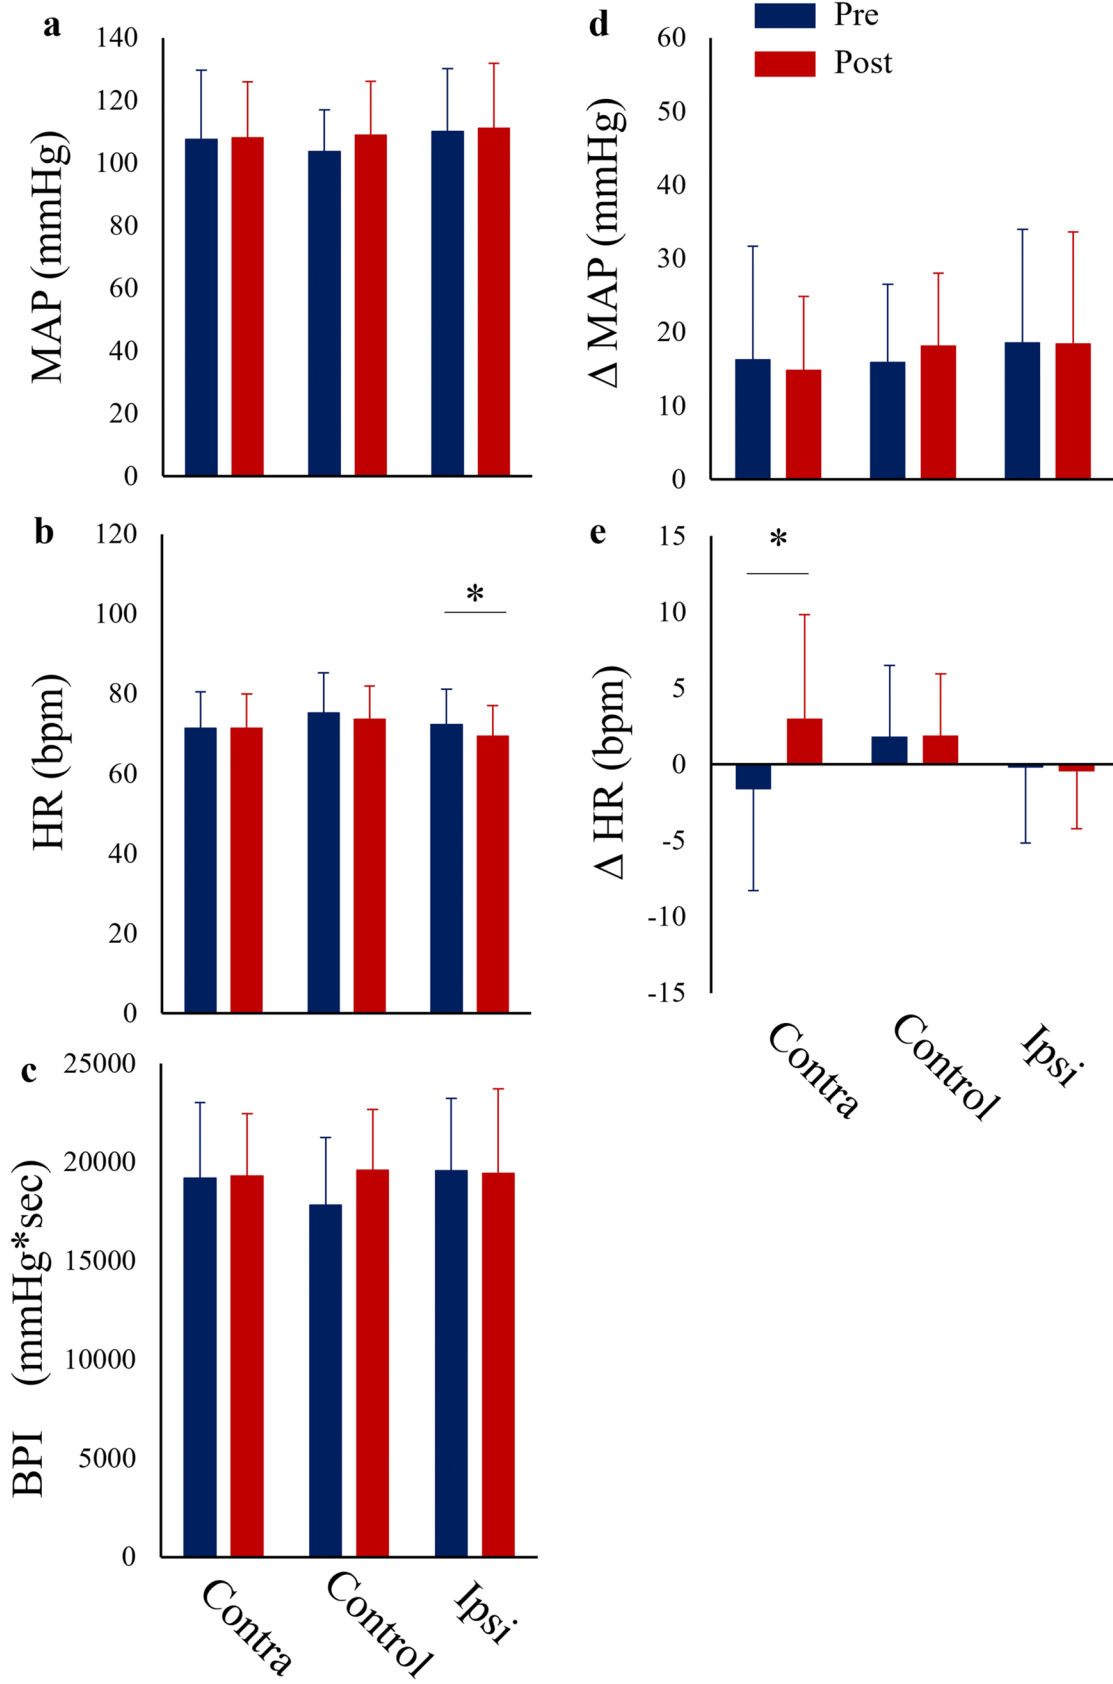 a
140
120
100
80
60
40
20
0
MAP (mmHg)
d
Pre
Post
60
50
40
30
20
10
0
Δ MAP (mmHg)
b
120
100
80
60
40
20
0
HR (bpm)
*
e
15
10
5
0
-5
-10
-15
Δ HR (bpm)
*
Contra
Control
Ipsi
c
25000
20000
15000
10000
5000
0
BPI (mmHg*sec)
Contra
Control
Ipsi